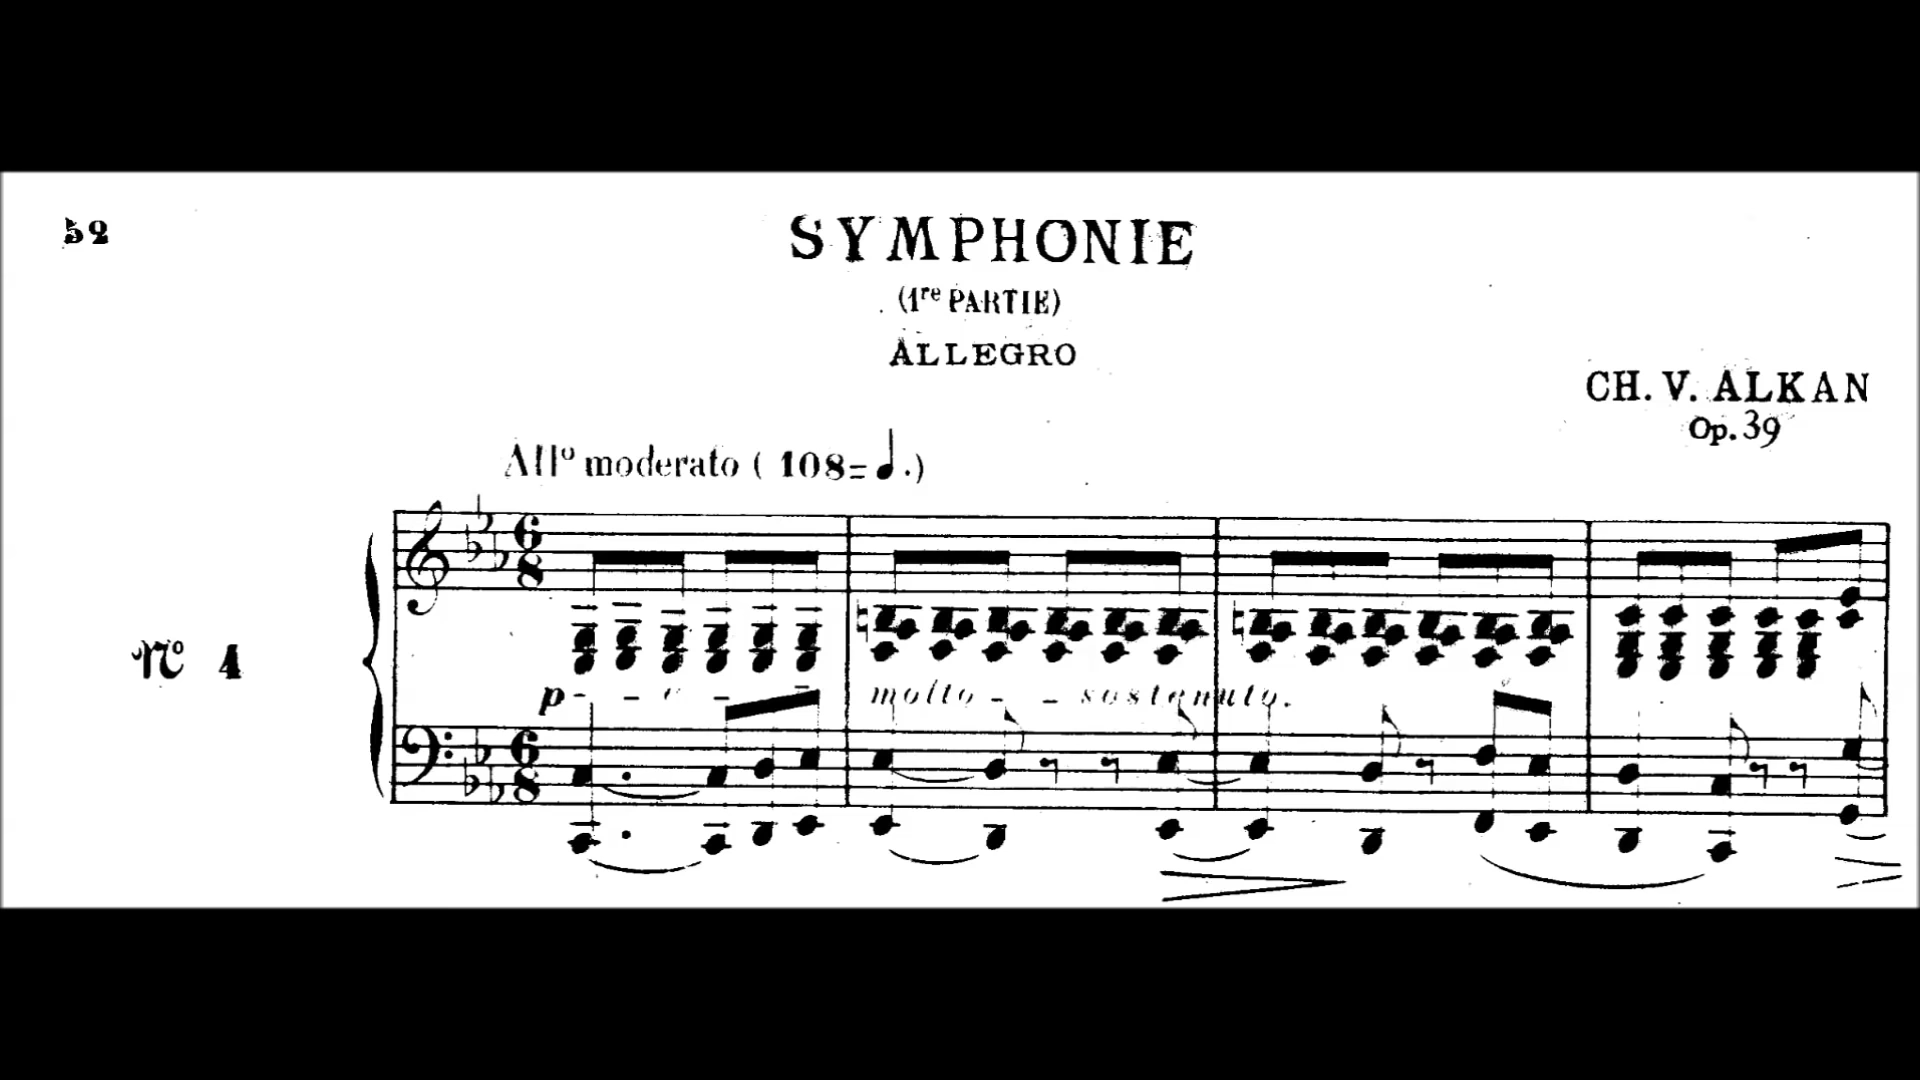 52
SYMPHONIE
(1re PARTIE)
ALLEGRO
CH. V. ALKAN
Op. 39
Allo moderato ( 108= ♩.)
No 4
p - - e - - molto - - sostenuto.